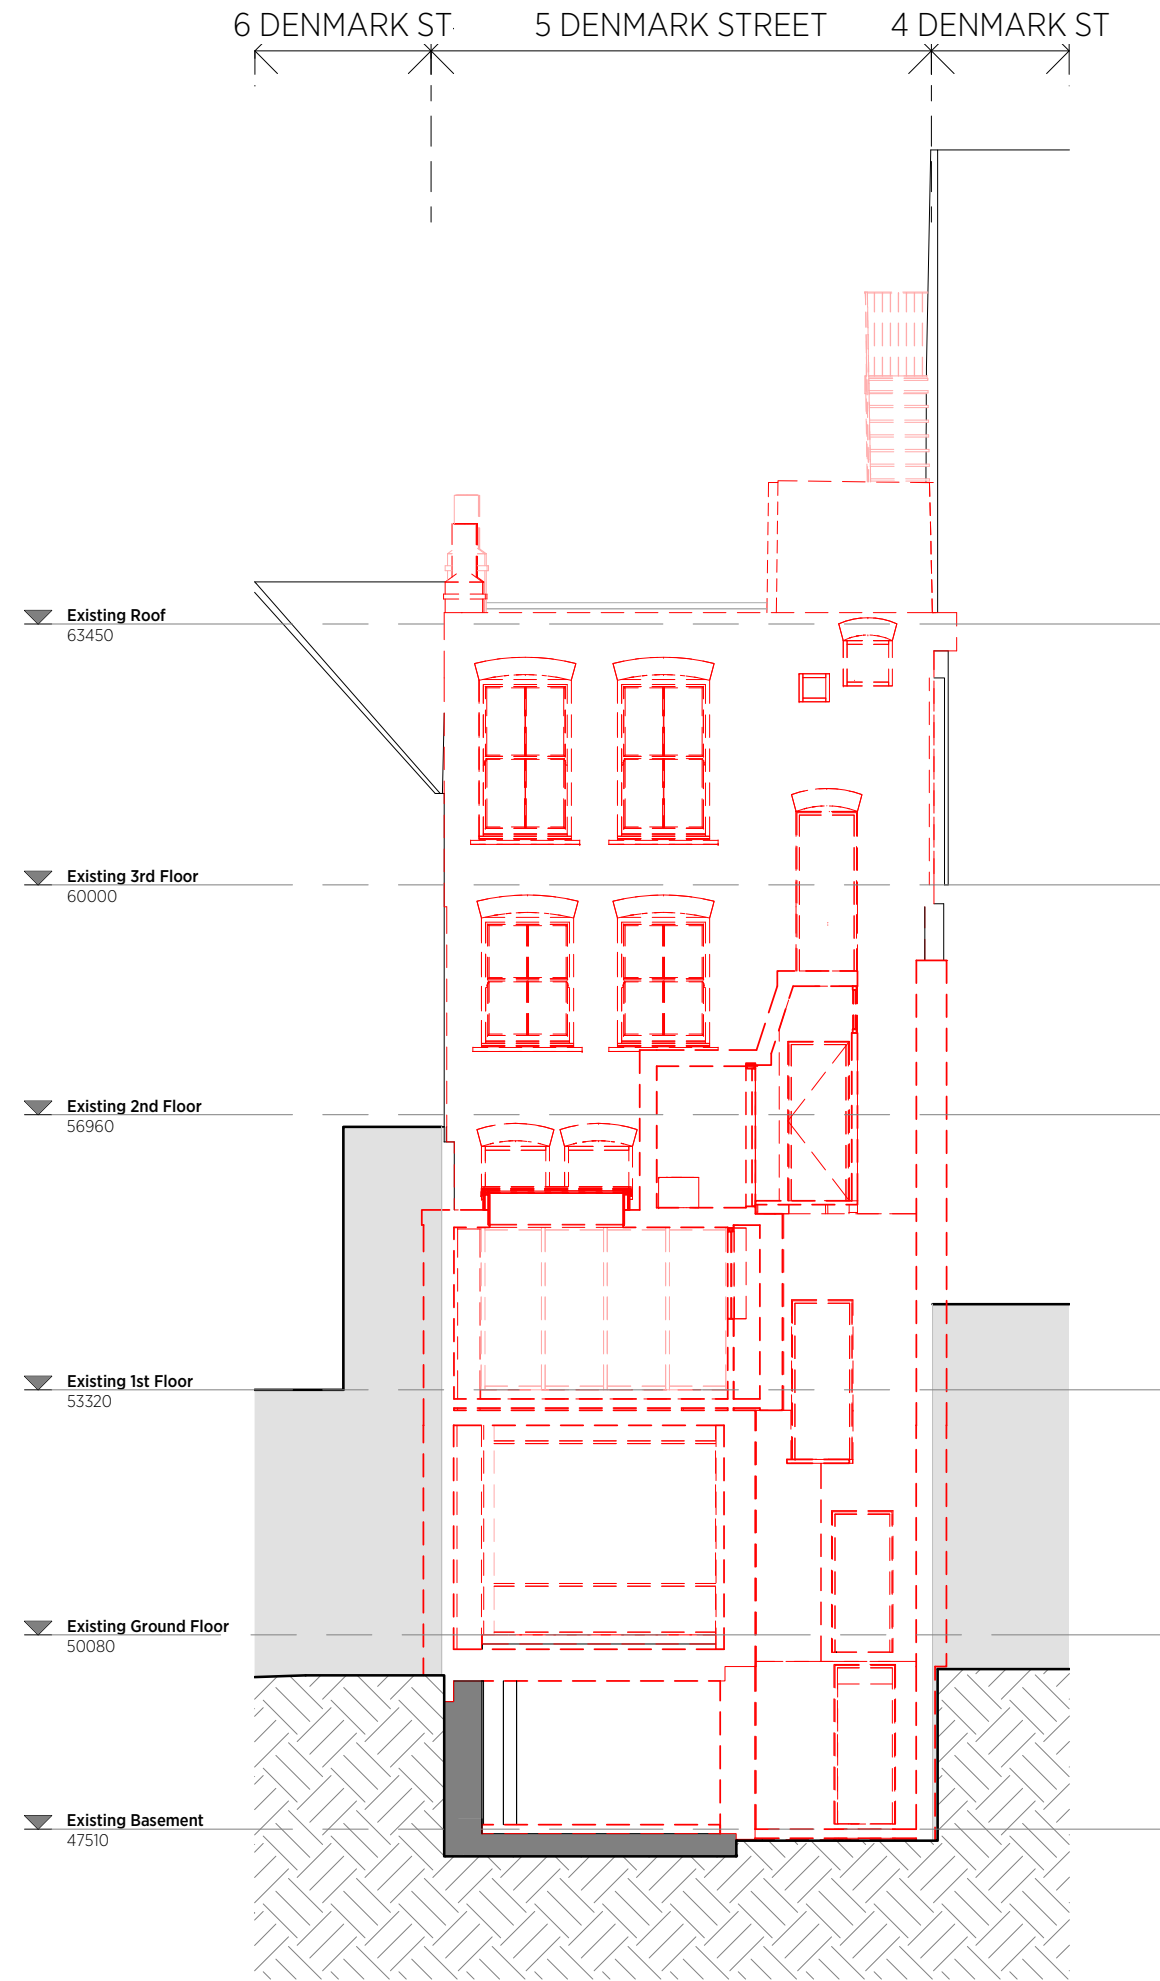 6 DENMARK ST. 5 DENMARK STREET 4 DENMARK ST
Existing Roof
63450
Existing 3rd Floor
60000
Existing 2nd Floor
56960
Existing 1st Floor
53320
Existing Ground Floor
50080
Existing Basement
47510